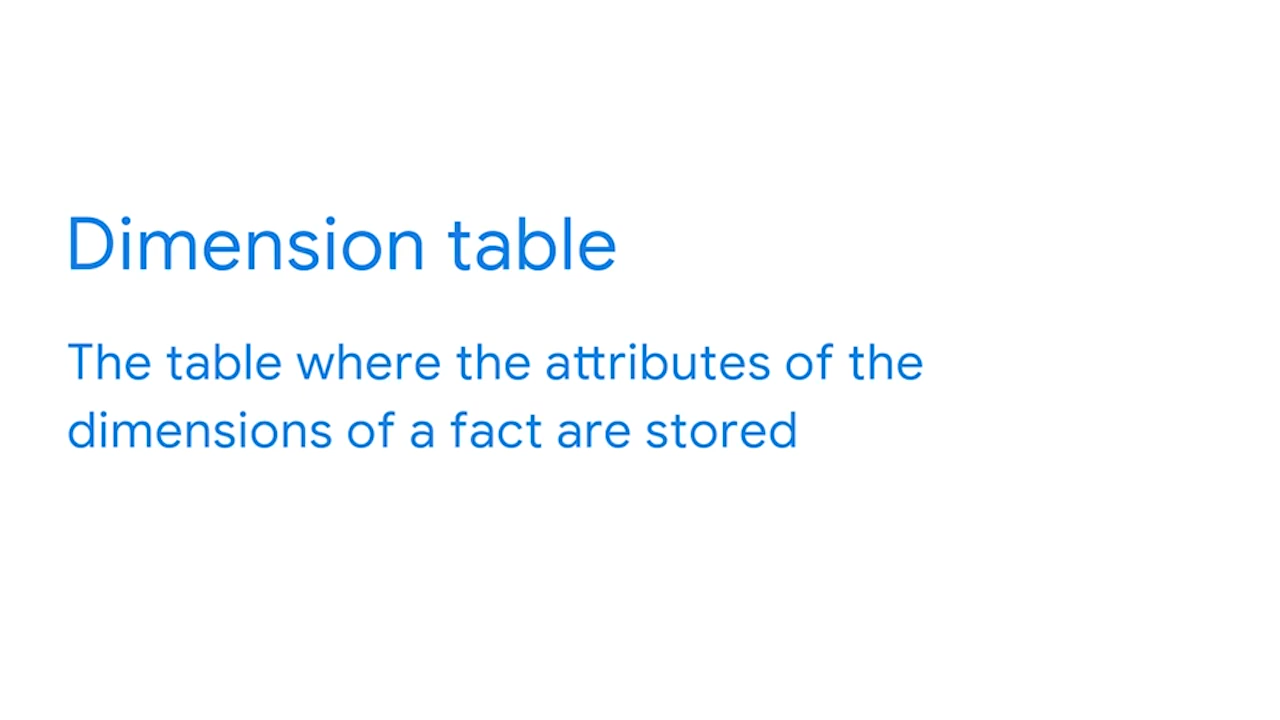 Dimension table
The table where the attributes of the
dimensions of a fact are stored